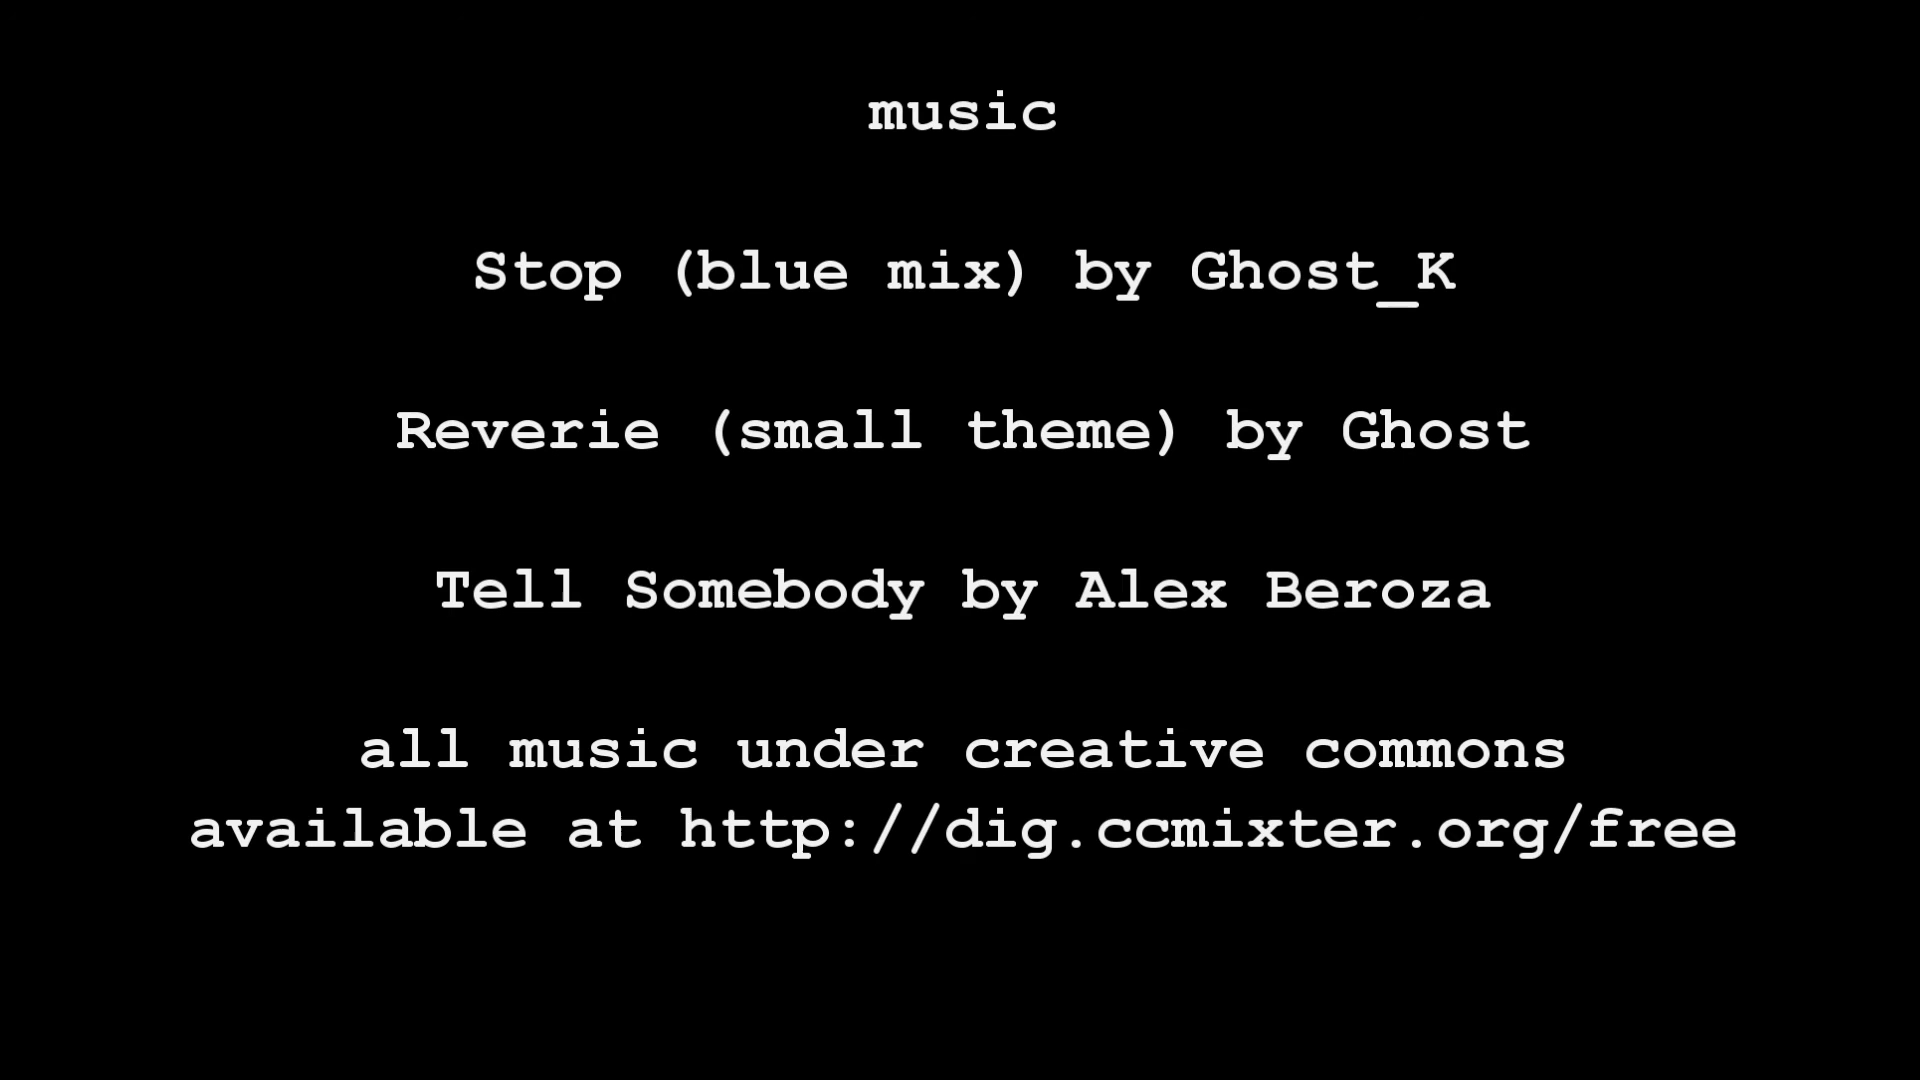 music
Stop (blue mix) by Ghost_K
Reverie (small theme) by Ghost
Tell Somebody by Alex Beroza
all music under creative commons
available at http://dig.ccmixter.org/free